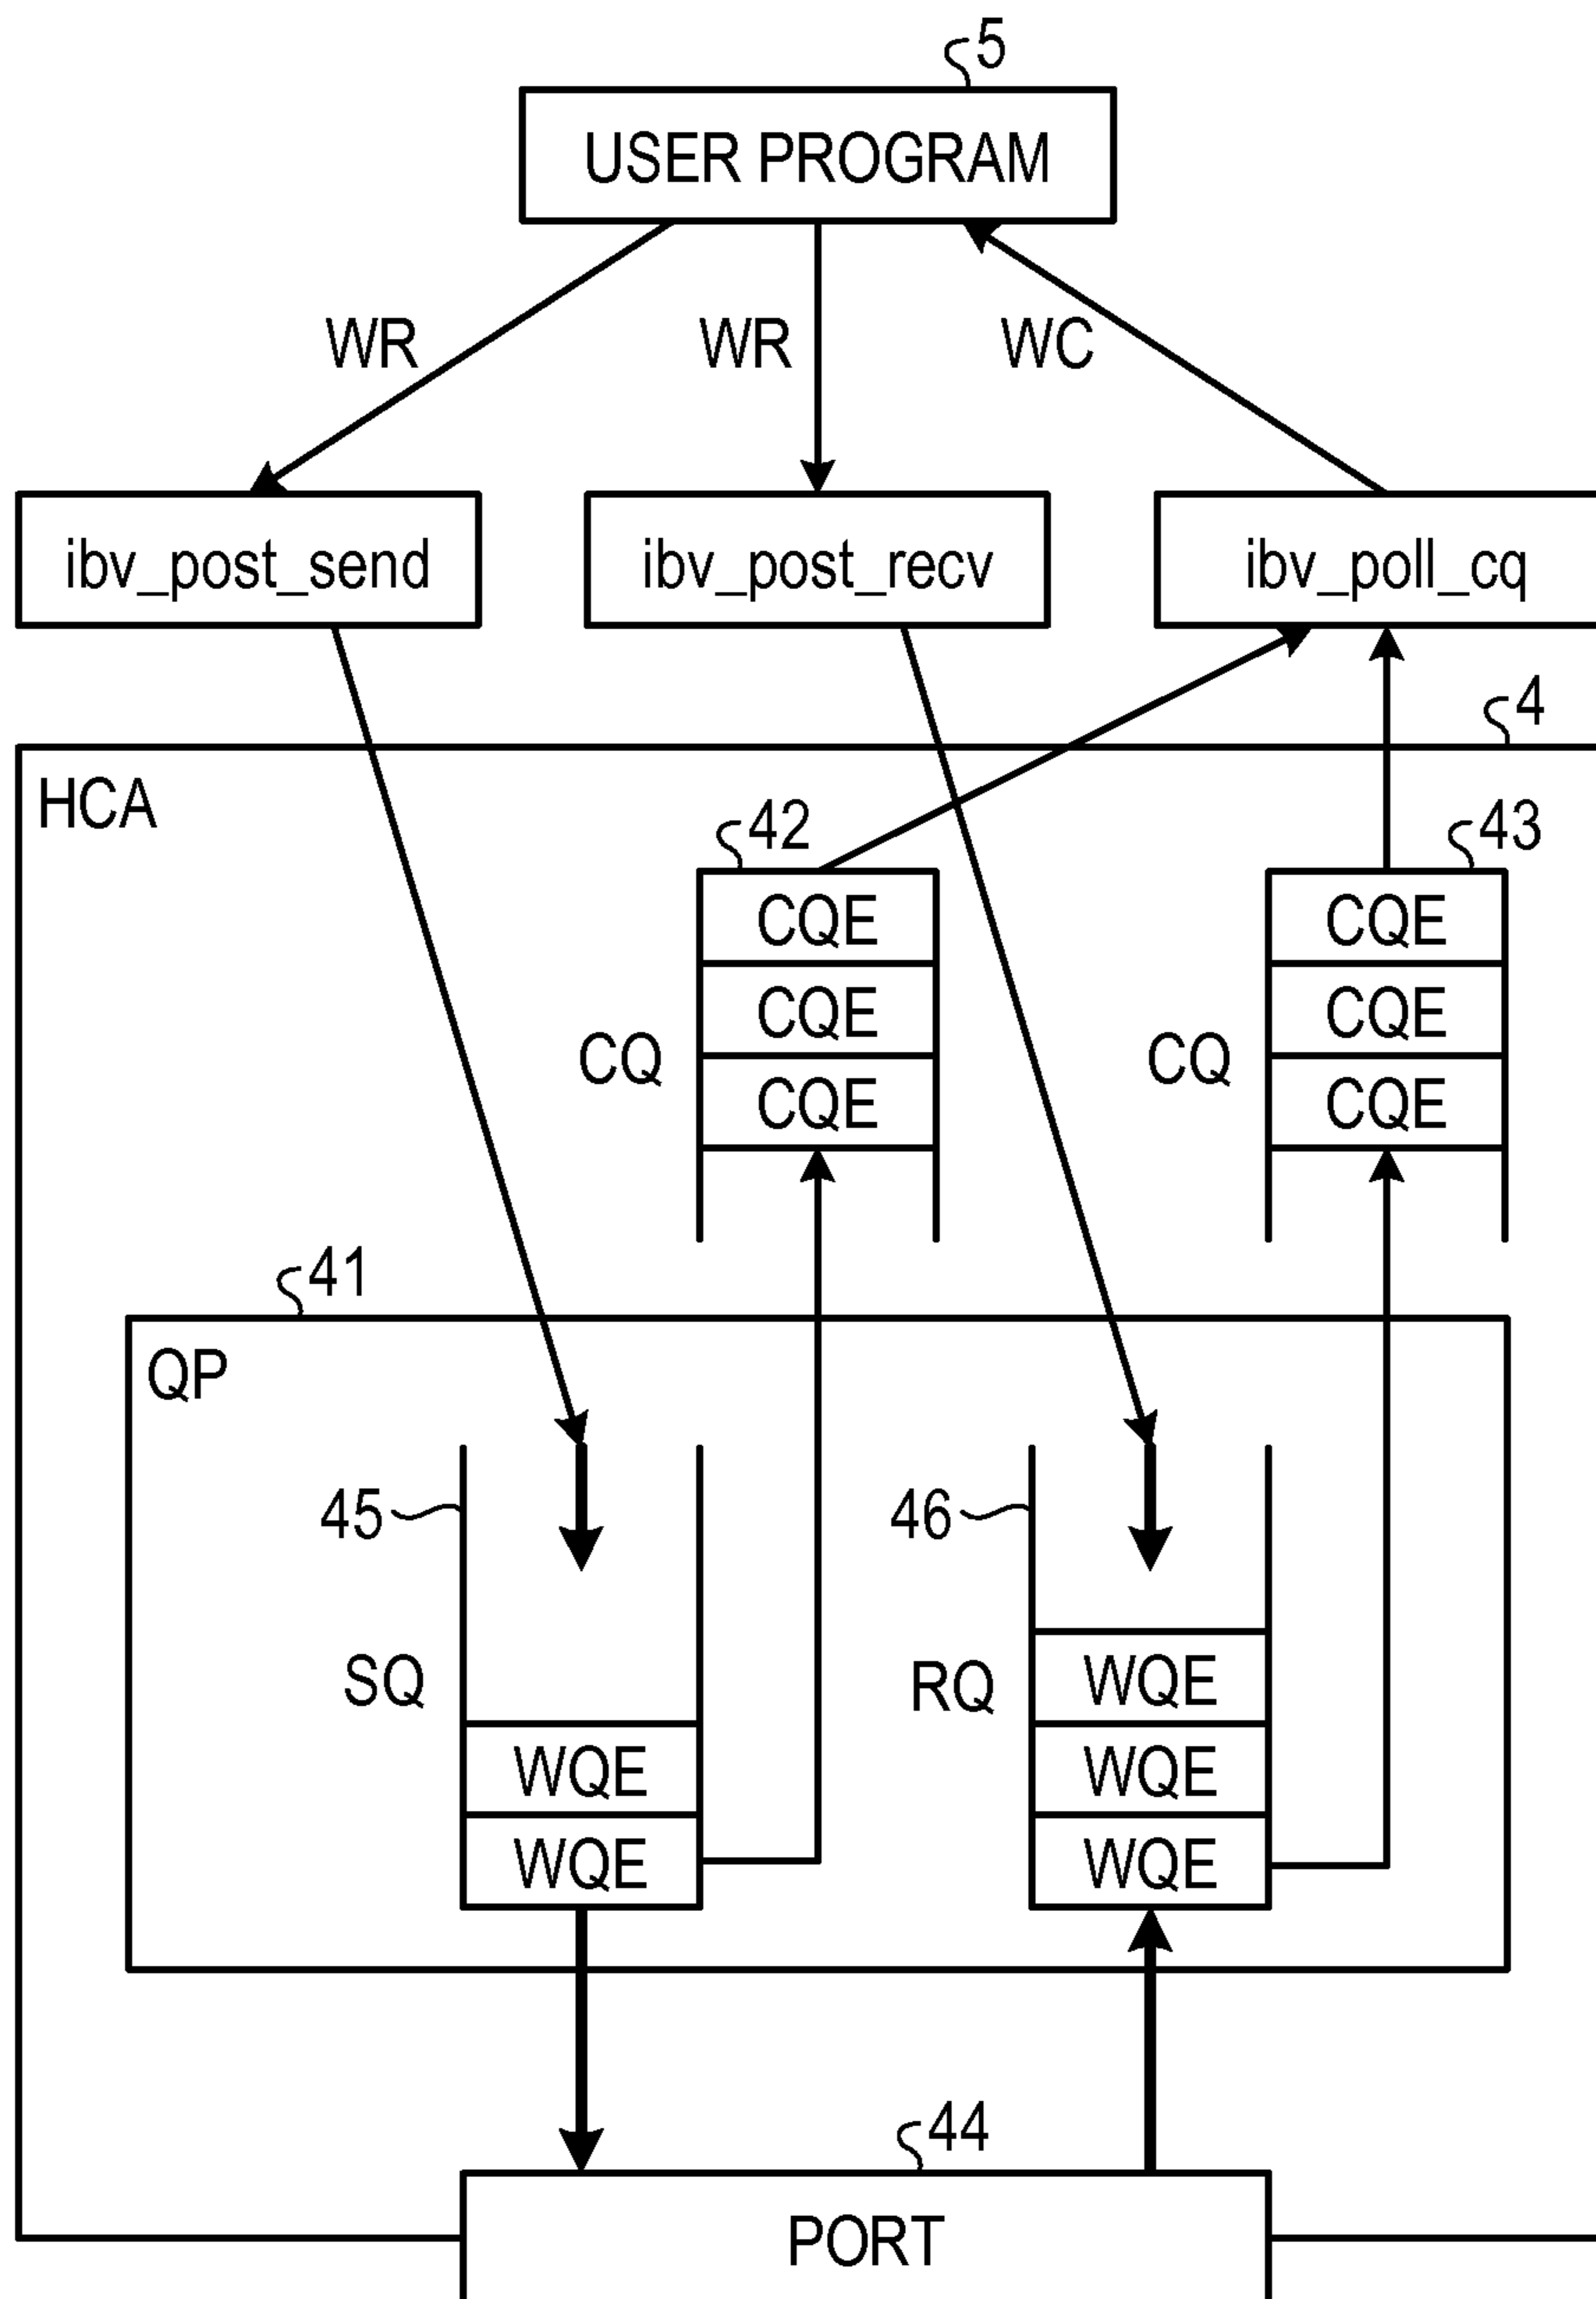 5
USER PROGRAM
WR
WR
WC
ibv_post_send
ibv_post_recv
ibv_poll_cq
4
HCA
42
43
CQE
CQE
CQE
CQE
CQ
CQ
CQE
CQE
41
QP
45
46
SQ
RQ
WQE
WQE
WQE
WQE
WQE
44
PORT